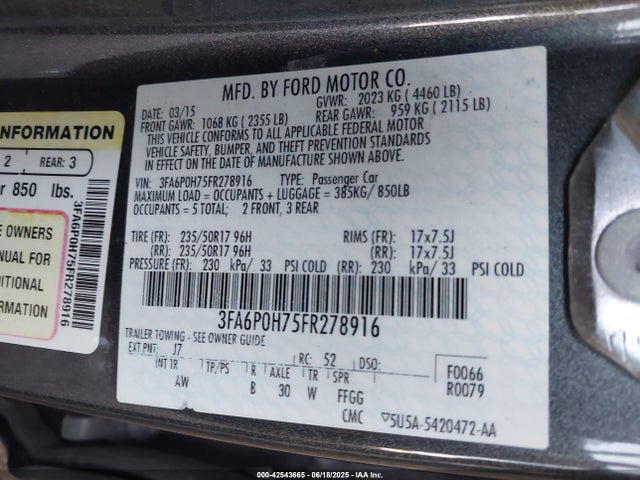 MFD. BY FORD MOTOR CO.
DATE: 03/15 GVWR: 2023 KG ( 4460 LB)
FRONT GAWR: 1068 KG ( 2355 LB) REAR GAWR: 959 KG ( 2115 LB)
THIS VEHICLE CONFORMS TO ALL APPLICABLE FEDERAL MOTOR
VEHICLE SAFETY, BUMPER, AND THEFT PREVENTION STANDARDS
IN EFFECT ON THE DATE OF MANUFACTURE SHOWN ABOVE.
VIN: 3FA6P0H75FR278916 TYPE: Passenger Car
MAXIMUM LOAD = OCCUPANTS + LUGGAGE = 385KG/ 850LB
OCCUPANTS = 5 TOTAL; 2 FRONT, 3 REAR
TIRE (FR): 235/50R17 96H RIMS (FR): 17x7.5J
(RR): 235/50R17 96H (RR): 17x7.5J
PRESSURE (FR): 230 kPa/ 33 PSI COLD (RR): 230 kPa/ 33 PSI COLD
3FA6P0H75FR278916
TRAILER TOWING - SEE OWNER GUIDE
EXT PNT: J7 RC: 52 DSO:
INT TR TP/PS R AXLE TR SPR
AW B 30 W FFGG
F0066
R0079
CMC ▽5U5A-5420472-AA
INFORMATION
2 REAR: 3
r 850 lbs.
E OWNERS
ANUAL FOR
DITIONAL
ORMATION
3FA6P0H75FR278916
000-42543665 - 06/18/2025 - IAA Inc.